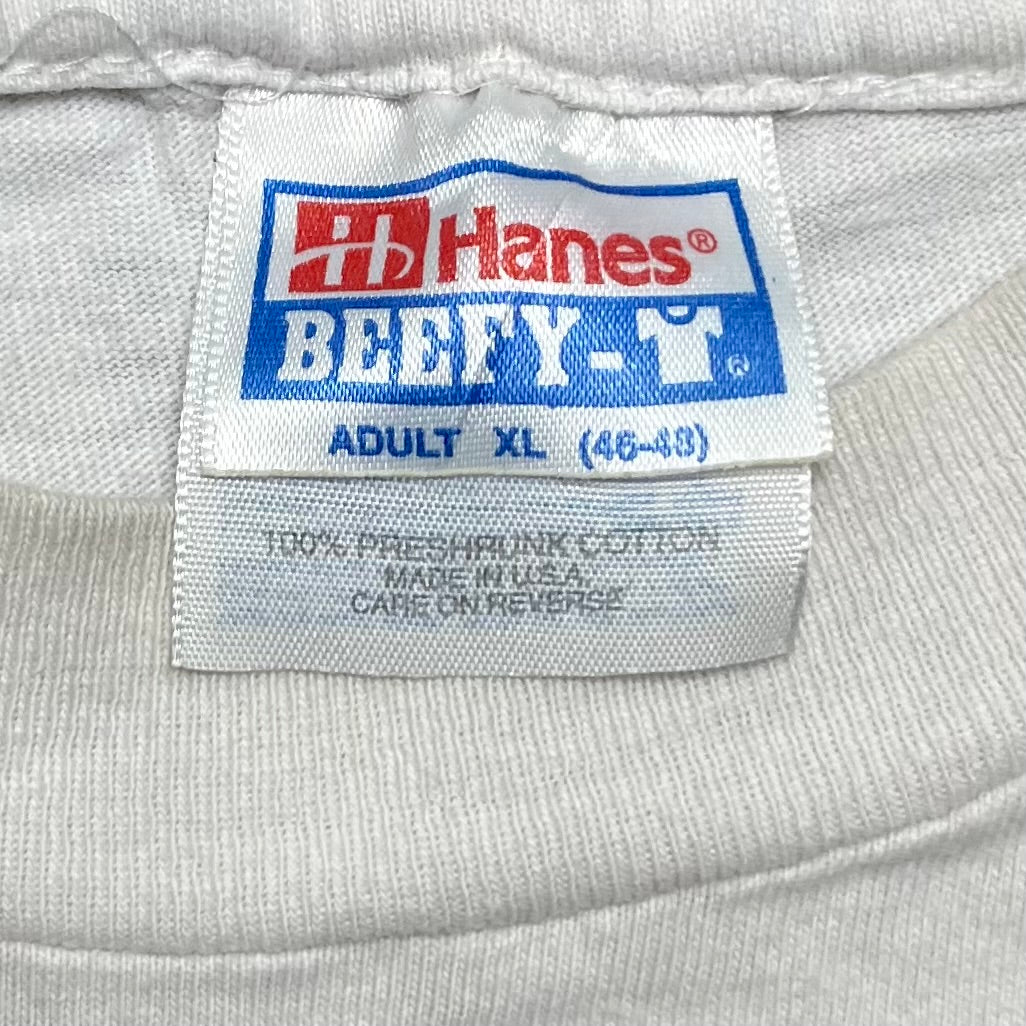 Hanes®
BEEFY-T®
ADULT XL (46-48)
100% PRESHRUNK COTTON
MADE IN U.S.A.
CARE ON REVERSE